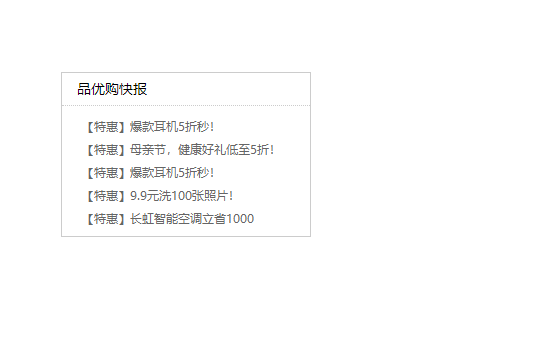 品优购快报
【特惠】爆款耳机5折秒！
【特惠】母亲节，健康好礼低至5折！
【特惠】爆款耳机5折秒！
【特惠】9.9元洗100张照片！
【特惠】长虹智能空调立省1000